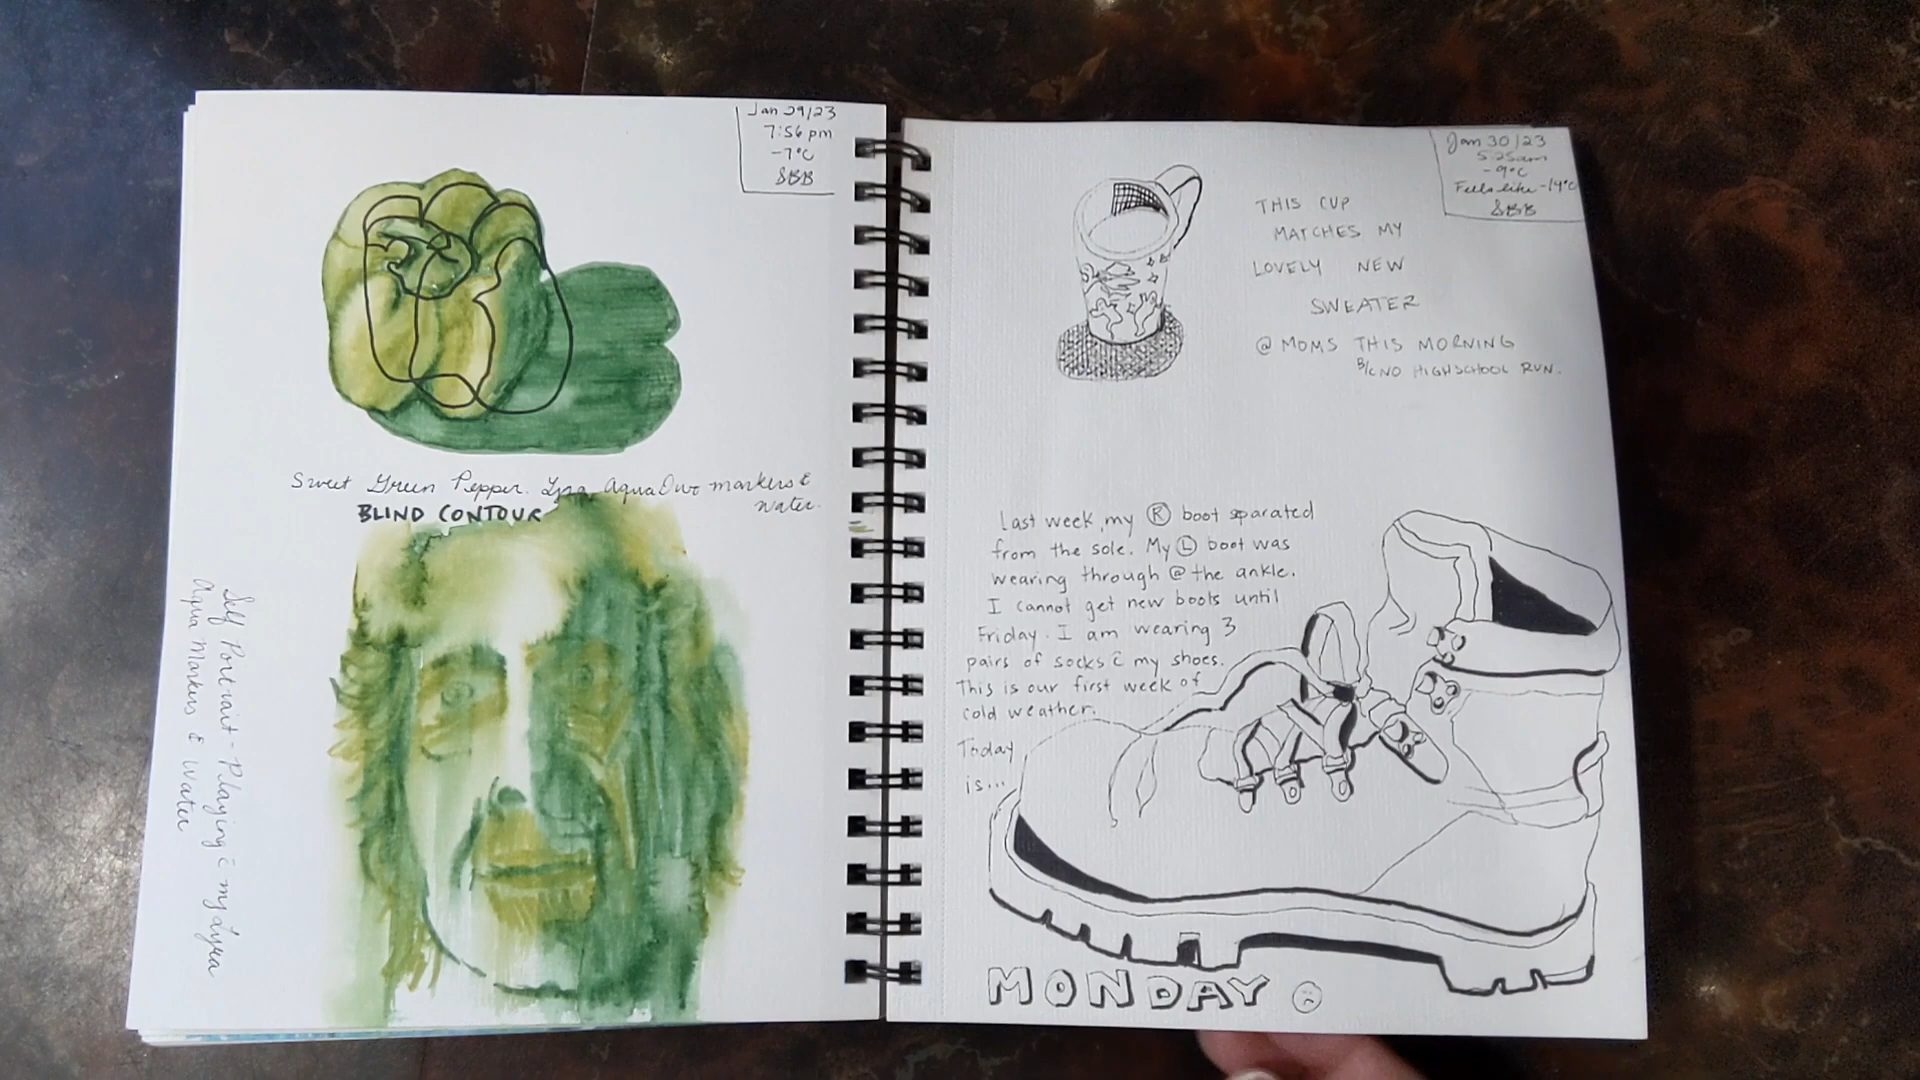 Jan 29/23
7:56 pm
-7°C
SBB
Sweet Green Pepper. Lyra AquaDuo markers &
water.
BLIND CONTOUR
Self Portrait - Playing c̄ my Lyra
Aqua Markers & Water
Jan 30/23
5:25am
-9°C
Feels like -14°C
SBB
THIS CUP
MATCHES MY
LOVELY NEW
SWEATER
@ MOMS THIS MORNING
B/C NO HIGHSCHOOL RUN.
Last week, my Ⓡ boot sparated
from the sole. My Ⓛ boot was
wearing through @ the ankle.
I cannot get new boots until
Friday. I am wearing 3
pairs of socks c̄ my shoes.
This is our first week of
cold weather.
Today
is...
MONDAY